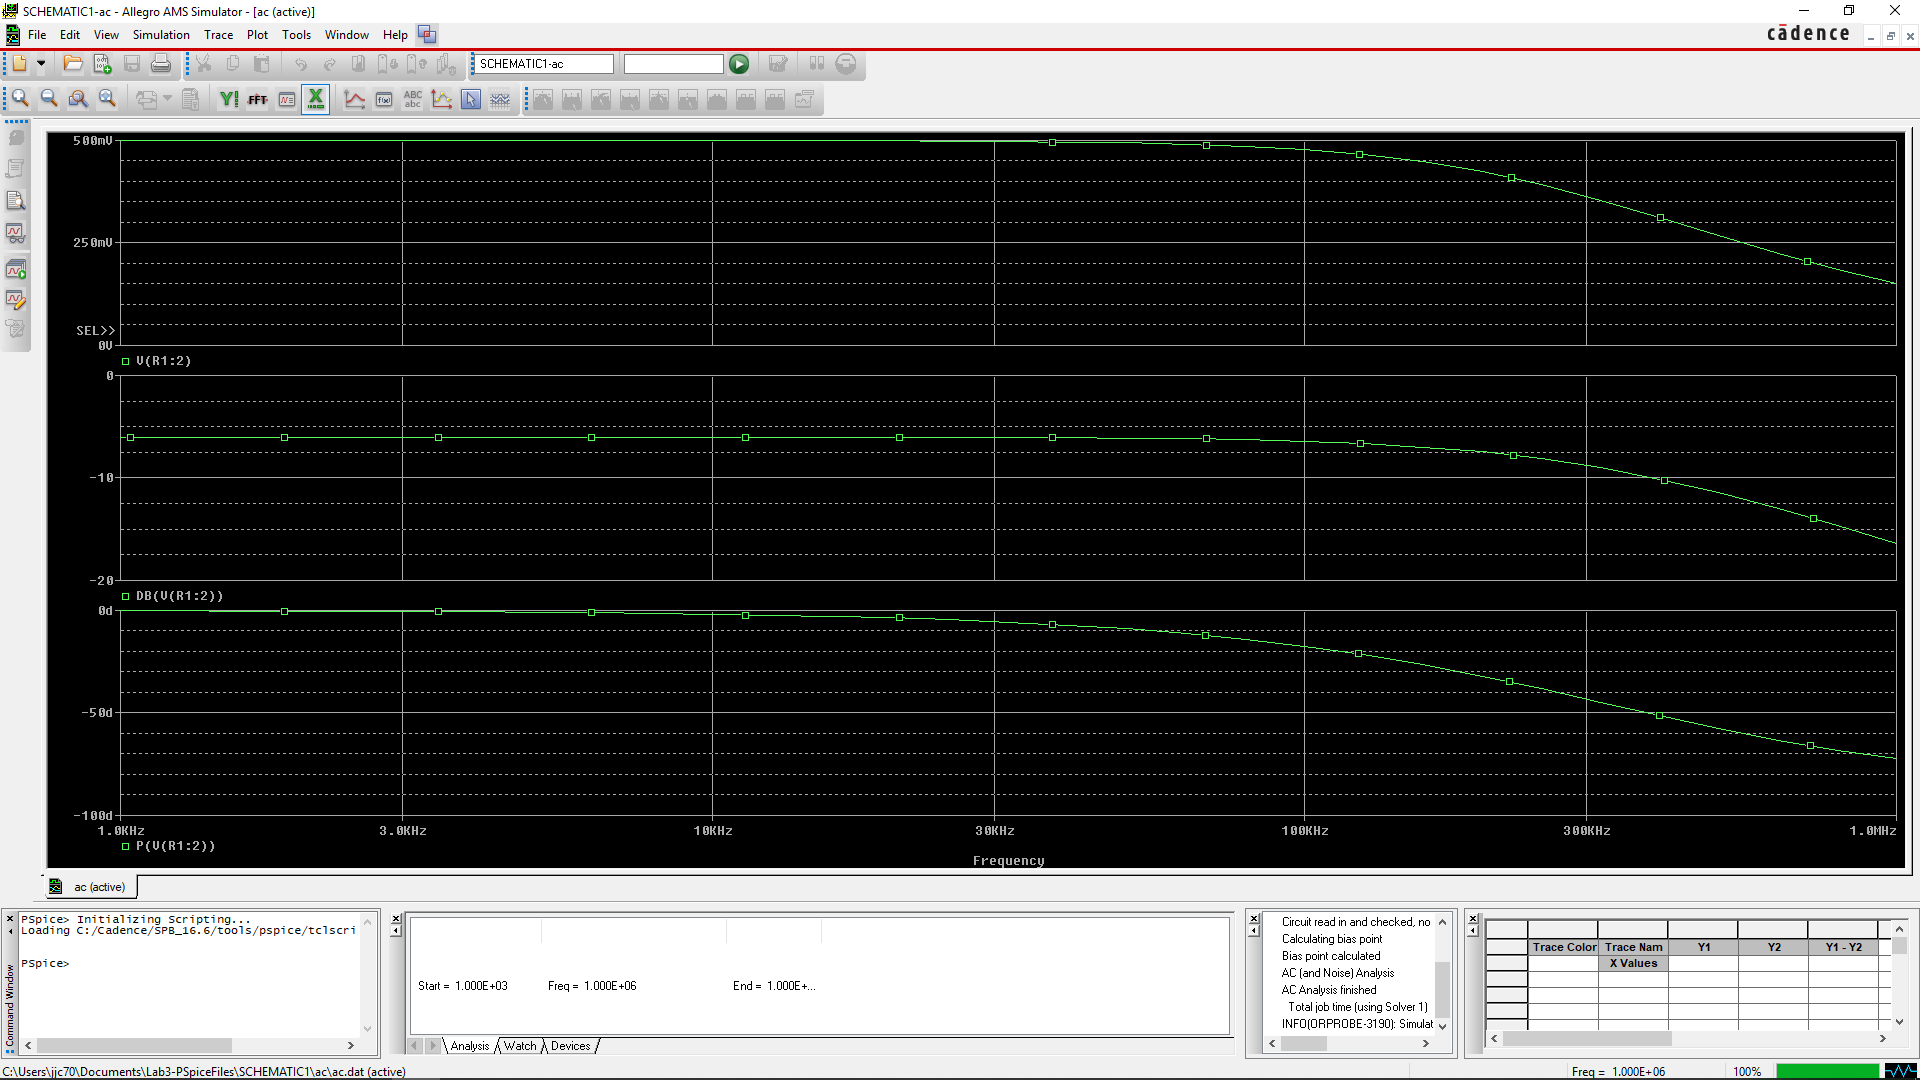 SCHEMATIC1-ac - Allegro AMS Simulator - [ac (active)]
File Edit View Simulation Trace Plot Tools Window Help
cādence
SCHEMATIC1-ac
FFT
ABC
abc
500mV
250mV
SEL>>
0V
V(R1:2)
0
-10
-20
DB(V(R1:2))
0d
-50d
-100d
1.0KHz 3.0KHz 10KHz 30KHz 100KHz 300KHz 1.0MHz
P(V(R1:2))
Frequency
ac (active)
Command Window
PSpice> Initializing Scripting...
Loading C:/Cadence/SPB_16.6/tools/pspice/tclscri
PSpice>
Start = 1.000E+03 Freq = 1.000E+06 End = 1.000E+...
Analysis Watch Devices
Circuit read in and checked, no
Calculating bias point
Bias point calculated
AC (and Noise) Analysis
AC Analysis finished
Total job time (using Solver 1)
INFO(ORPROBE-3190): Simulat
Trace Color Trace Nam Y1 Y2 Y1 - Y2
X Values
C:\Users\jjc70\Documents\Lab3-PSpiceFiles\SCHEMATIC1\ac\ac.dat (active)
Freq = 1.000E+06 100%